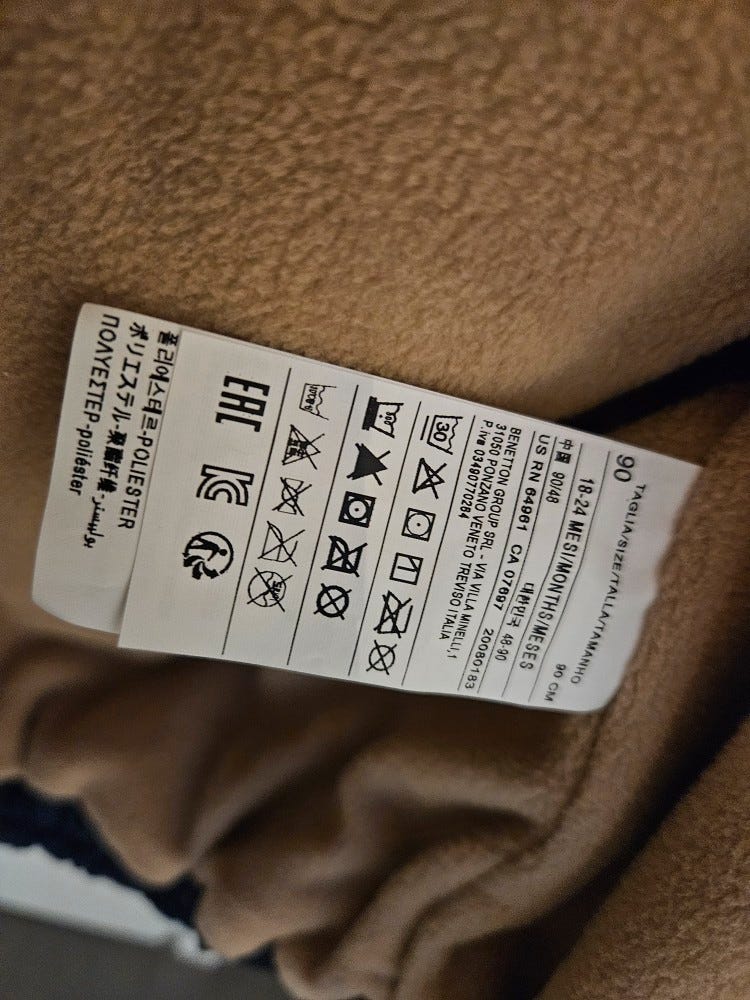 90 TAGLIA/SIZE/TALLA/TAMANHO
90 CM
18-24 MESI/MONTHS/MESES
中国 90/48 대한민국 48-90
US RN 64961 CA 07697 20080183
BENETTON GROUP SRL - VIA VILLA MINELLI,1
31050 PONZANO VENETO TREVISO ITALIA
P.iva 03490770264
30
EAC
폴리에스테르-POLIESTER
ポリエステル-聚酯纤维-بوليستر
ΠΟΛΥΕΣΤΕΡ-poliéster